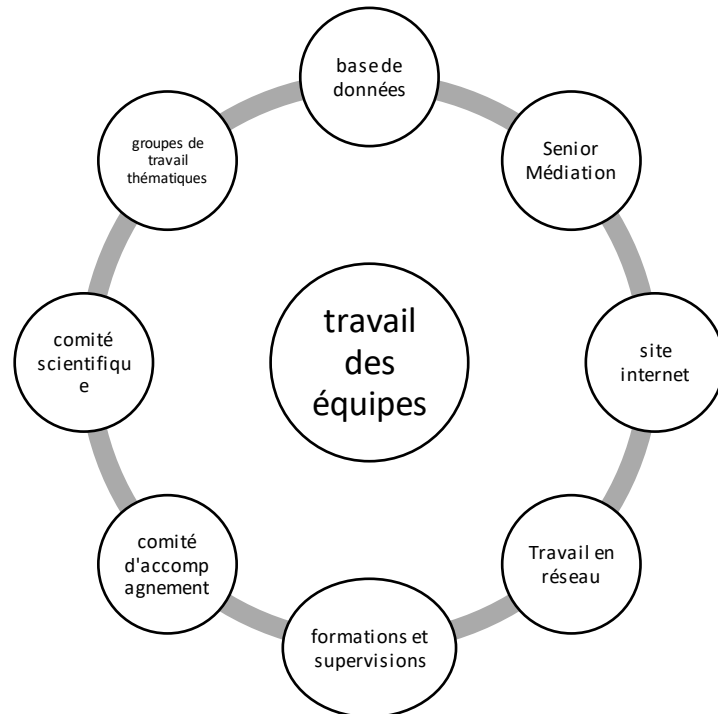 base de
données
Senior
Médiation
site
internet
Travail en
réseau
formations et
supervisions
comité
d'accomp
agnement
comité
scientifiqu
e
groupes de
travail
thématiques
travail
des
équipes